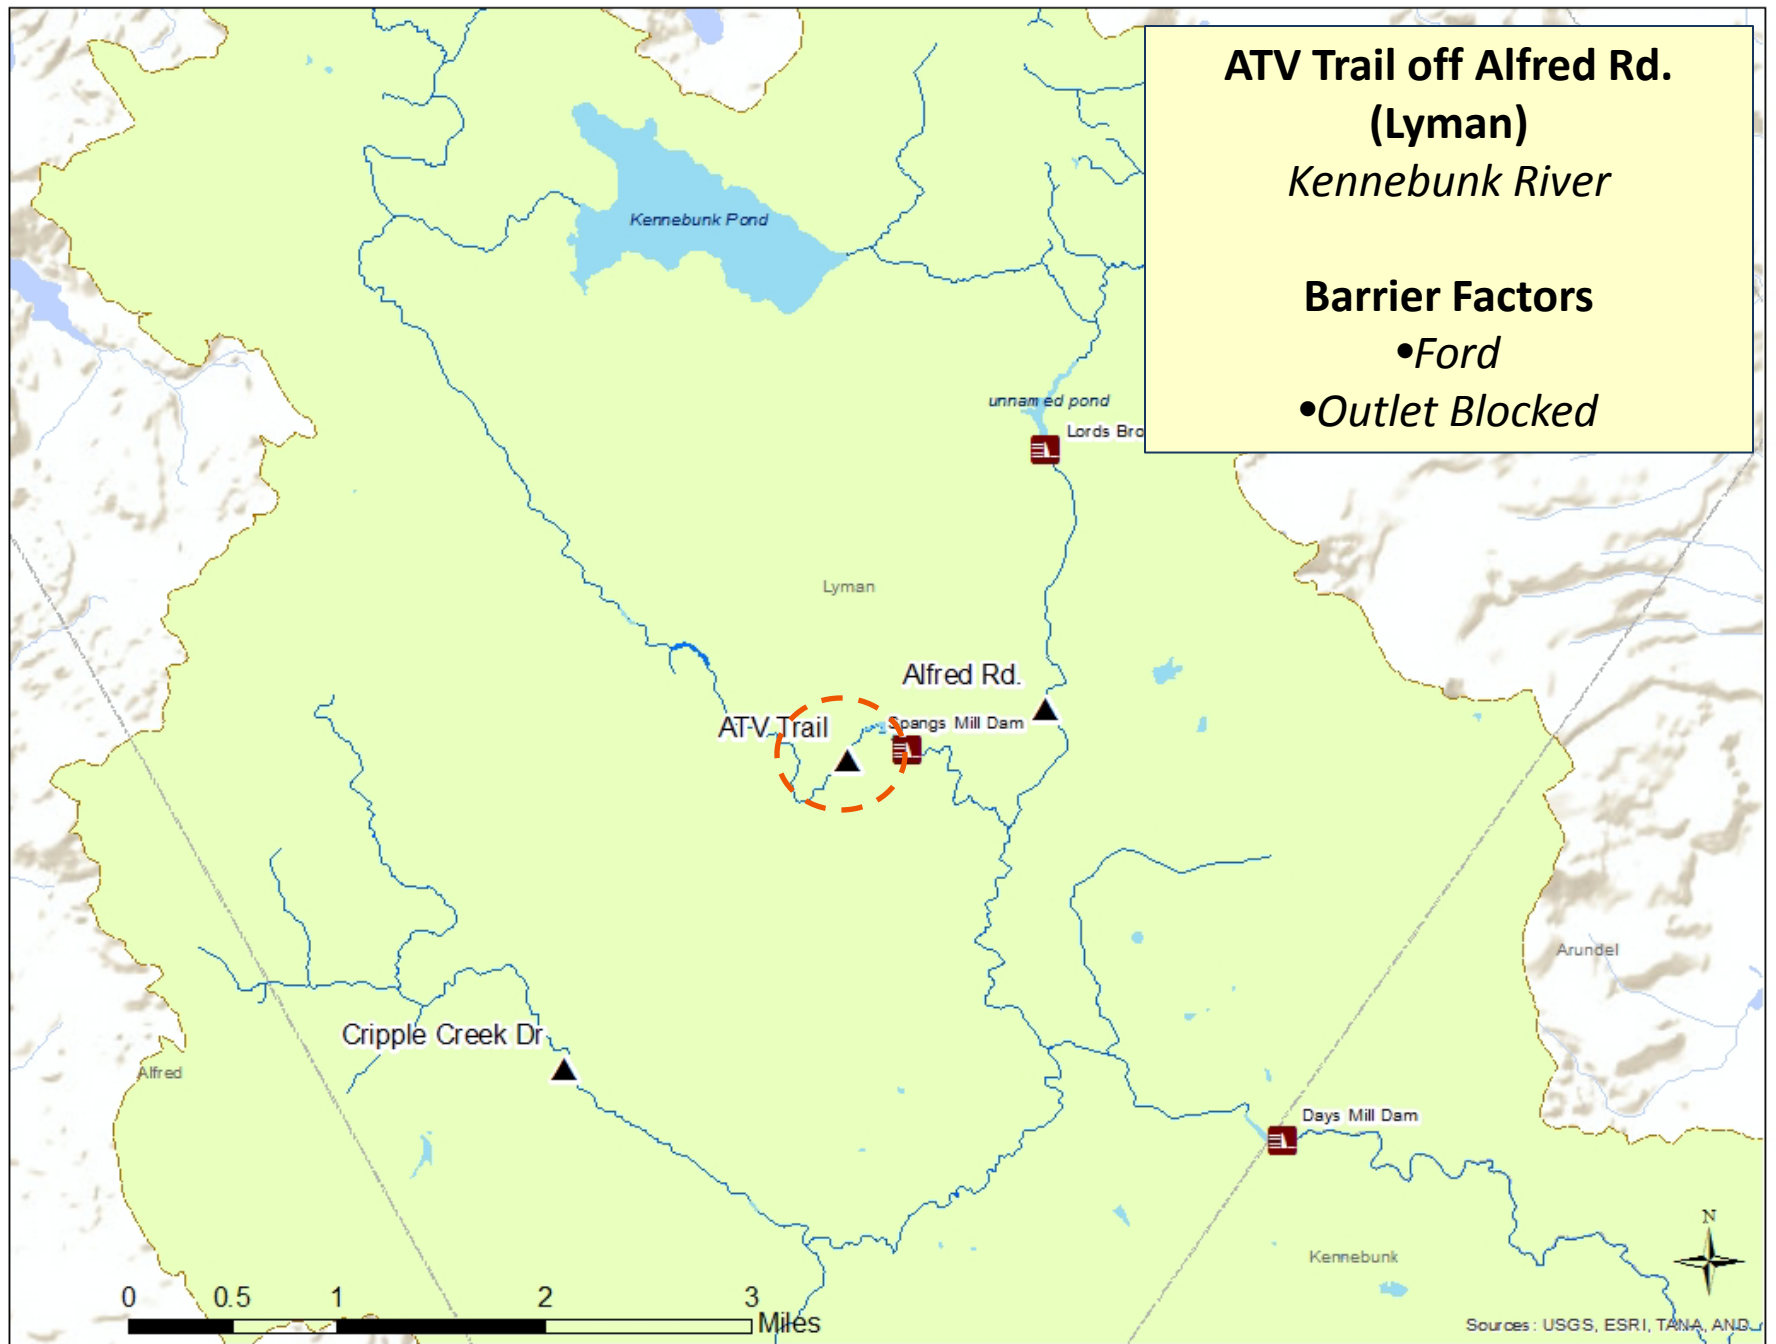 ATV Trail off Alfred Rd.
(Lyman)
Kennebunk River
Barrier Factors
•Ford
•Outlet Blocked
Kennebunk Pond
unnamed pond
Lords Bro
Lyman
Alfred Rd.
ATV Trail
Spangs Mill Dam
Arundel
Cripple Creek Dr
Alfred
Days Mill Dam
N
Kennebunk
0 0.5 1 2 3
Miles
Sources: USGS, ESRI, TANA, AND